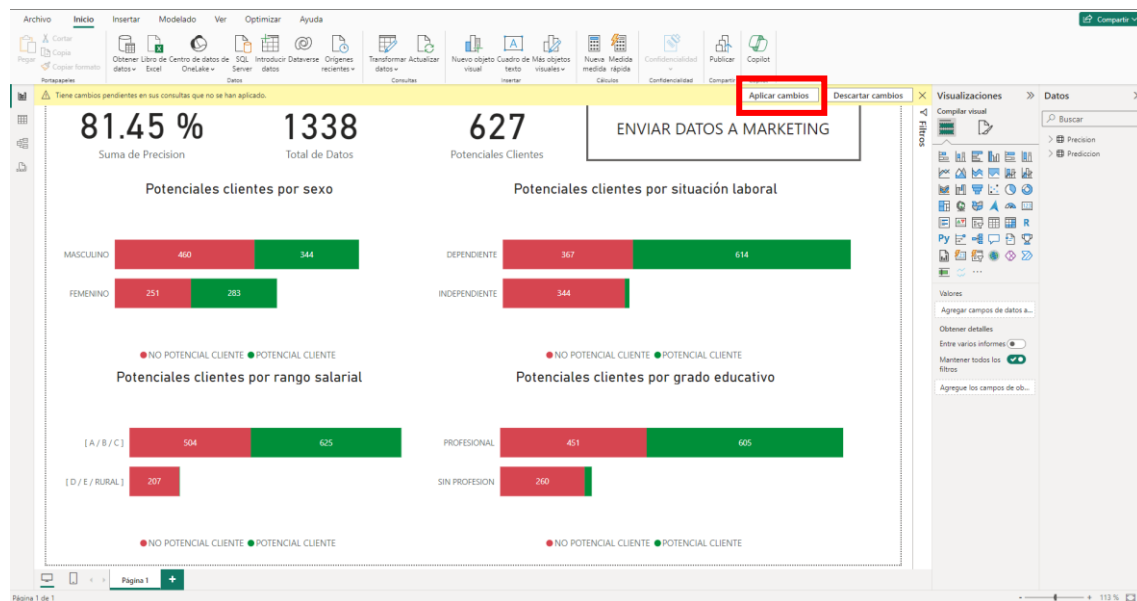 Archivo Inicio Insertar Modelado Ver Optimizar Ayuda
Compartir
Pegar
Cortar
Copiar
Copiar formato
Portapapeles
Obtener datos
Libro de Excel
Centro de datos de OneLake
SQL Server
Introducir datos
Dataverse
Orígenes recientes
Datos
Transformar datos
Actualizar
Consultas
Nuevo objeto visual
Cuadro de texto
Más objetos visuales
Insertar
Nueva medida
Medida rápida
Cálculos
Confidencialidad
Confidencialidad
Publicar
Compartir
Copilot
Tiene cambios pendientes en sus consultas que no se han aplicado.
Aplicar cambios
Descartar cambios
81.45 %
Suma de Precision
1338
Total de Datos
627
Potenciales Clientes
ENVIAR DATOS A MARKETING
Potenciales clientes por sexo
MASCULINO 460 344
FEMENINO 251 283
NO POTENCIAL CLIENTE POTENCIAL CLIENTE
Potenciales clientes por situación laboral
DEPENDIENTE 367 614
INDEPENDIENTE 344
NO POTENCIAL CLIENTE POTENCIAL CLIENTE
Potenciales clientes por rango salarial
[ A / B / C ] 504 625
[ D / E / RURAL ] 207
NO POTENCIAL CLIENTE POTENCIAL CLIENTE
Potenciales clientes por grado educativo
PROFESIONAL 451 605
SIN PROFESION 260
NO POTENCIAL CLIENTE POTENCIAL CLIENTE
Filtros
Visualizaciones
Compilar visual
R
Py
Valores
Agregar campos de datos a...
Obtener detalles
Entre varios informes
Mantener todos los
filtros
Agregue los campos de ob...
Datos
Buscar
Precision
Prediccion
Página 1
Página 1 de 1
113 %